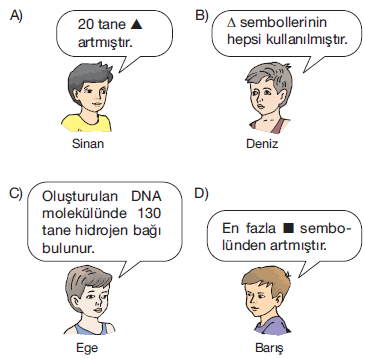 A)
20 tane ▲
artmıştır.
Sinan
B)
Δ sembollerinin
hepsi kullanılmıştır.
Deniz
C)
Oluşturulan DNA
molekülünde 130
tane hidrojen bağı
bulunur.
Ege
D)
En fazla ■ sembo-
lünden artmıştır.
Barış